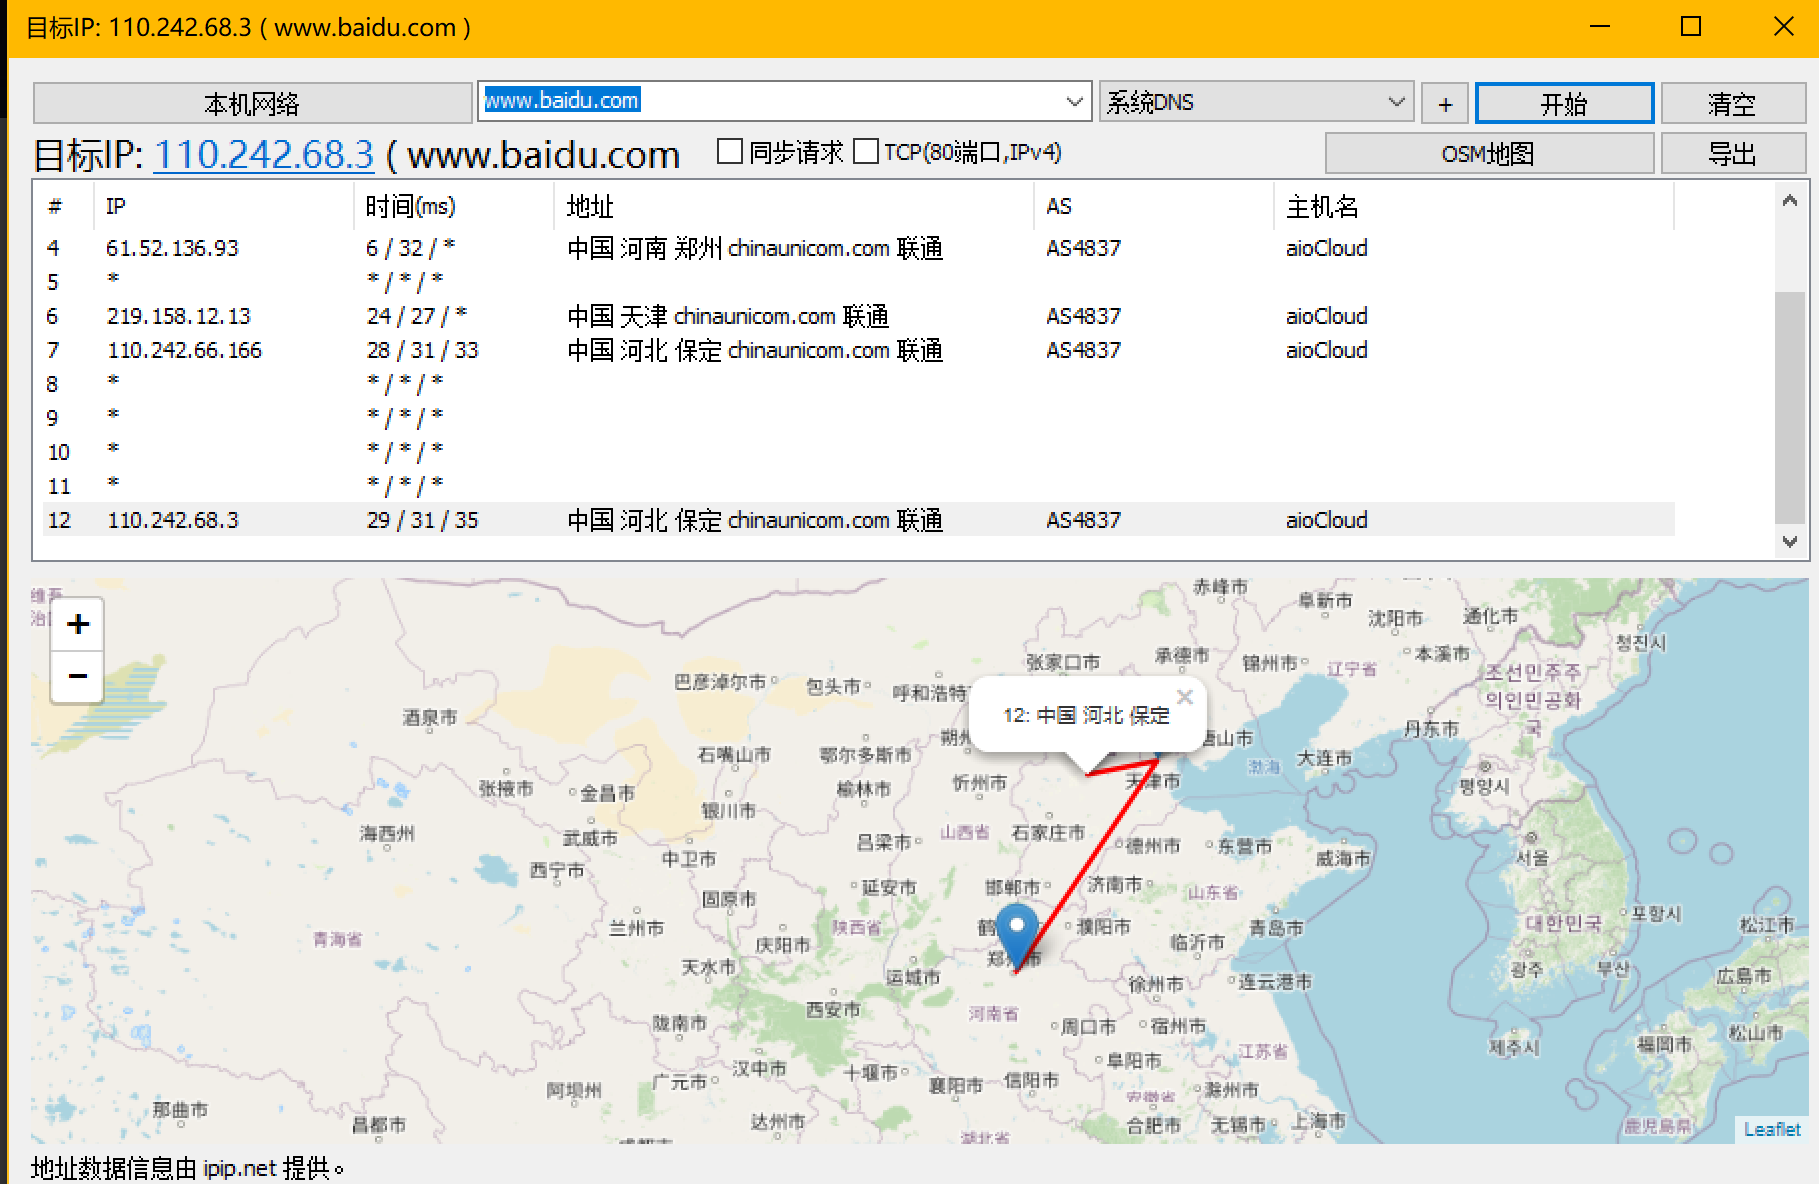 目标IP: 110.242.68.3 ( www.baidu.com )
本机网络 www.baidu.com 系统DNS + 开始 清空
目标IP: 110.242.68.3 ( www.baidu.com 同步请求 TCP(80端口,IPv4) OSM地图 导出
# IP 时间(ms) 地址 AS 主机名
4 61.52.136.93 6 / 32 / * 中国 河南 郑州 chinaunicom.com 联通 AS4837 aioCloud
5 * * / * / *
6 219.158.12.13 24 / 27 / * 中国 天津 chinaunicom.com 联通 AS4837 aioCloud
7 110.242.66.166 28 / 31 / 33 中国 河北 保定 chinaunicom.com 联通 AS4837 aioCloud
8 * * / * / *
9 * * / * / *
10 * * / * / *
11 * * / * / *
12 110.242.68.3 29 / 31 / 35 中国 河北 保定 chinaunicom.com 联通 AS4837 aioCloud
+
−
赤峰市
阜新市
沈阳市
通化市
청진시
张家口市
承德市
锦州市
辽宁省
本溪市
조선민주주
의인민공화
국
巴彦淖尔市
包头市
呼和浩特
酒泉市
12: 中国 河北 保定
×
丹东市
石嘴山市
鄂尔多斯市
朔州
唐山市
大连市
渤海
张掖市
金昌市
银川市
榆林市
忻州市
天津市
평양시
海西州
武威市
吕梁市
山西省
石家庄市
德州市
东营市
威海市
서울
西宁市
中卫市
延安市
邯郸市
济南市
山东省
固原市
兰州市
庆阳市
陕西省
鹤
濮阳市
临沂市
青岛市
대한민국
포항시
松江市
青海省
天水市
运城市
郑州市
徐州市
连云港市
광주
부산
広島市
陇南市
西安市
河南省
周口市
宿州市
제주시
福岡市
松山市
阿坝州
广元市
汉中市
十堰市
襄阳市
信阳市
阜阳市
江苏省
安徽省
滁州市
那曲市
昌都市
达州市
合肥市
无锡市
上海市
鹿児島県
成都市
湖北省
Leaflet
地址数据信息由 ipip.net 提供。